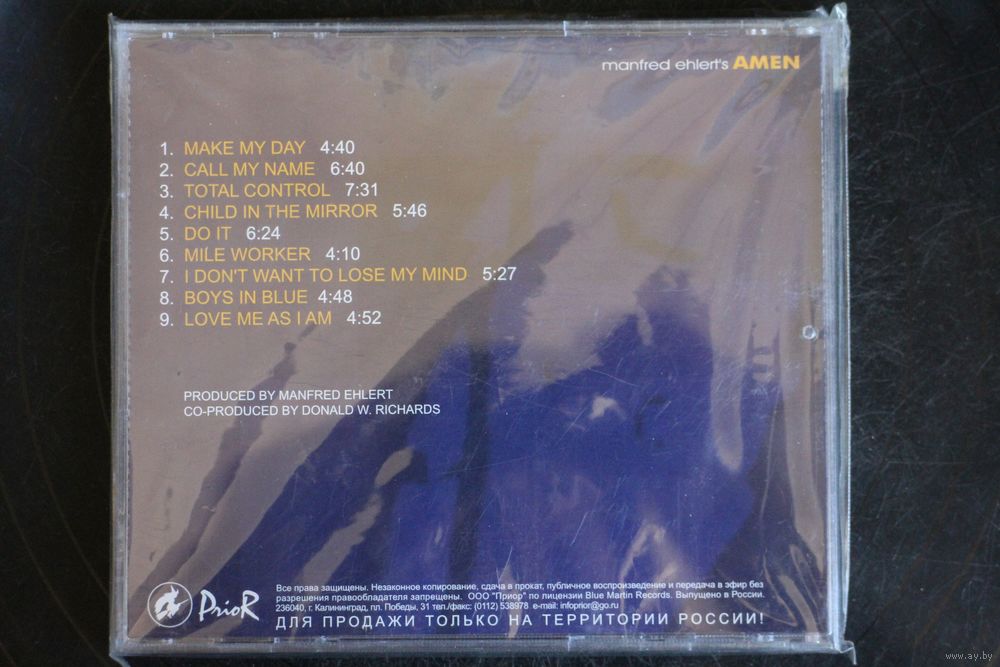 manfred ehlert's AMEN
1. MAKE MY DAY 4:40
2. CALL MY NAME 6:40
3. TOTAL CONTROL 7:31
4. CHILD IN THE MIRROR 5:46
5. DO IT 6:24
6. MILE WORKER 4:10
7. I DON'T WANT TO LOSE MY MIND 5:27
8. BOYS IN BLUE 4:48
9. LOVE ME AS I AM 4:52
PRODUCED BY MANFRED EHLERT
CO-PRODUCED BY DONALD W. RICHARDS
PrioR
Все права защищены. Незаконное копирование, сдача в прокат, публичное воспроизведение и передача в эфир без
разрешения правообладателя запрещены. ООО "Приор" по лицензии Blue Martin Records. Выпущено в России.
236040, г. Калининград, пл. Победы, 31 тел./факс: (0112) 538978 e-mail: infoprior@go.ru
ДЛЯ ПРОДАЖИ ТОЛЬКО НА ТЕРРИТОРИИ РОССИИ!
www.ay.by